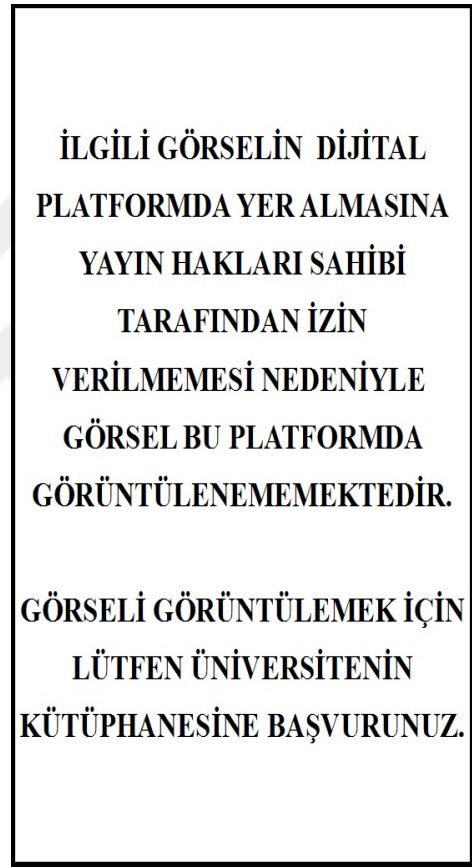 İLGİLİ GÖRSELİN DİJİTAL
PLATFORMDA YER ALMASINA
YAYIN HAKLARI SAHİBİ
TARAFINDAN İZİN
VERİLMEMESİ NEDENİYLE
GÖRSEL BU PLATFORMDA
GÖRÜNTÜLENEMEMEKTEDİR.
GÖRSELİ GÖRÜNTÜLEMEK İÇİN
LÜTFEN ÜNİVERSİTENİN
KÜTÜPHANESİNE BAŞVURUNUZ.